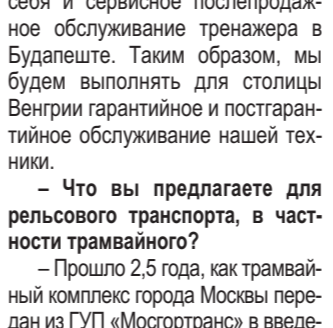 себя и сервисное послепродаж-
ное обслуживание тренажера в
Будапеште. Таким образом, мы
будем выполнять для столицы
Венгрии гарантийное и постгаран-
тийное обслуживание нашей тех-
ники.
– Что вы предлагаете для
рельсового транспорта, в част-
ности трамвайного?
– Прошло 2,5 года, как трамвай-
ный комплекс города Москвы пере-
дан из ГУП «Мосгортранс» в введе-